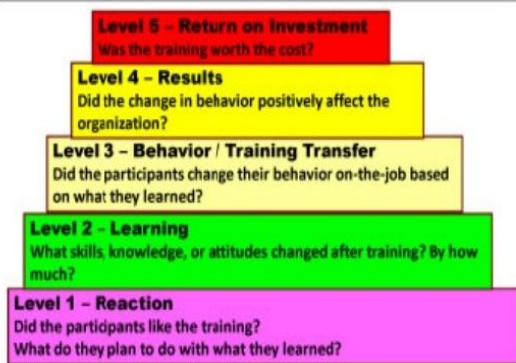 Level 5 – Return on Investment
Was the training worth the cost?
Level 4 – Results
Did the change in behavior positively affect the
organization?
Level 3 – Behavior / Training Transfer
Did the participants change their behavior on-the-job based
on what they learned?
Level 2 – Learning
What skills, knowledge, or attitudes changed after training? By how
much?
Level 1 – Reaction
Did the participants like the training?
What do they plan to do with what they learned?